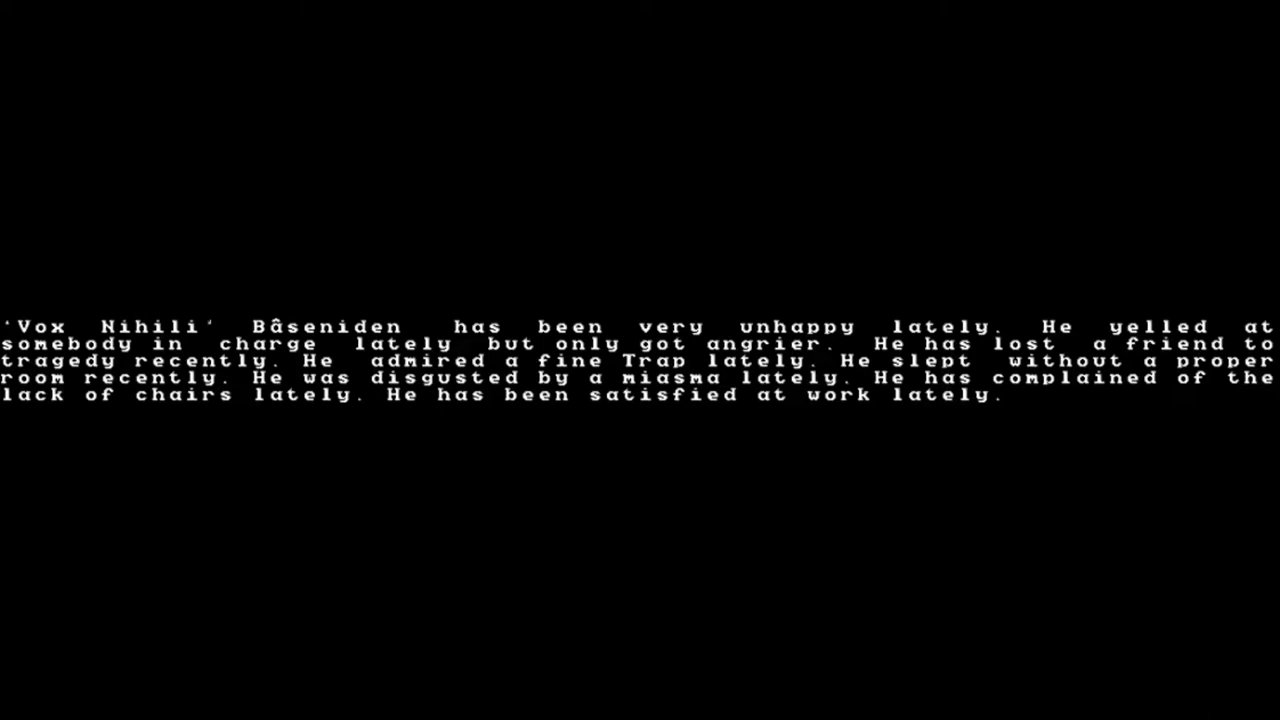 'Vox Nihili' Bâseniden has been very unhappy lately. He yelled at
somebody in charge lately but only got angrier. He has lost a friend to
tragedy recently. He admired a fine Trap lately. He slept without a proper
room recently. He was disgusted by a miasma lately. He has complained of the
lack of chairs lately. He has been satisfied at work lately.